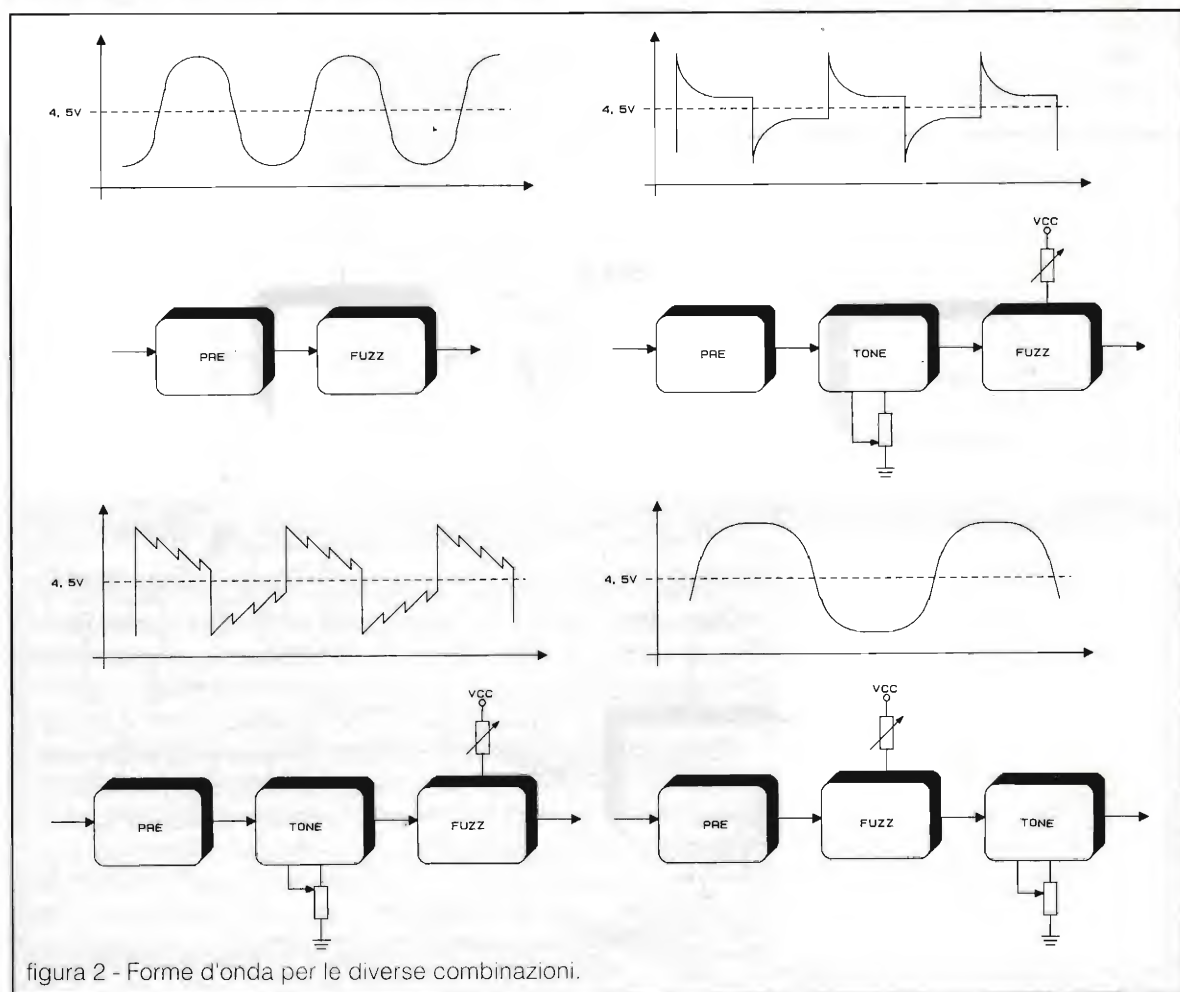 4, 5V
4, 5V
VCC
PRE
FUZZ
PRE
TONE
FUZZ
4, 5V
4, 5V
VCC
VCC
PRE
TONE
FUZZ
PRE
FUZZ
TONE
figura 2 - Forme d'onda per le diverse combinazioni.